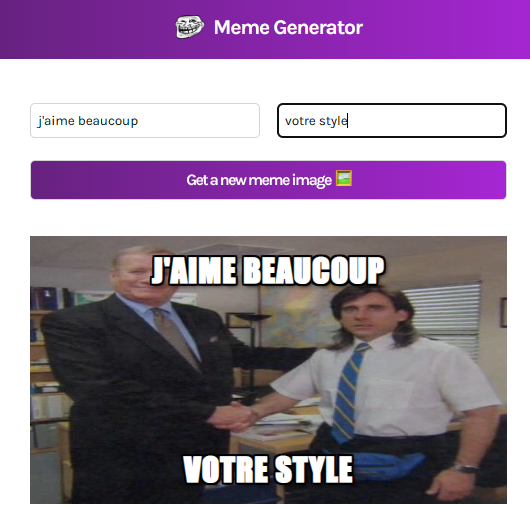 Meme Generator
j'aime beaucoup
votre style
Get a new meme image
J'AIME BEAUCOUP
VOTRE STYLE